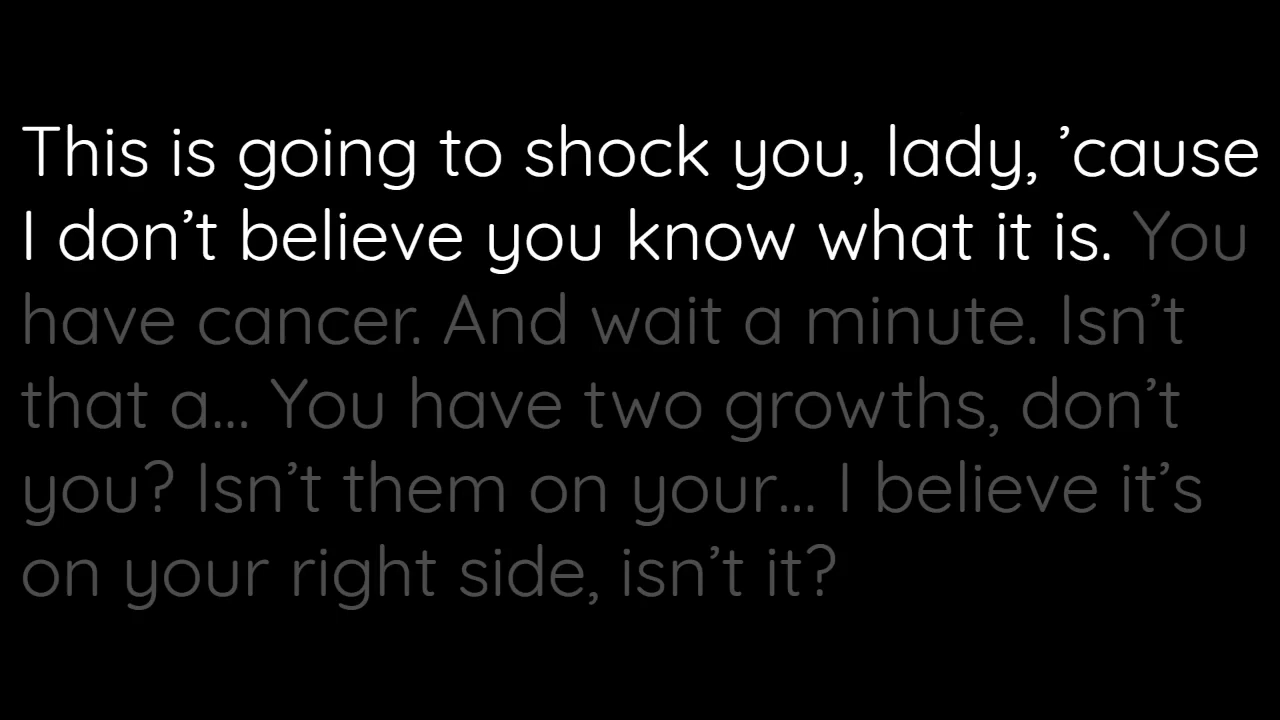 This is going to shock you, lady, ’cause
I don’t believe you know what it is. You
have cancer. And wait a minute. Isn’t
that a... You have two growths, don’t
you? Isn’t them on your... I believe it’s
on your right side, isn’t it?